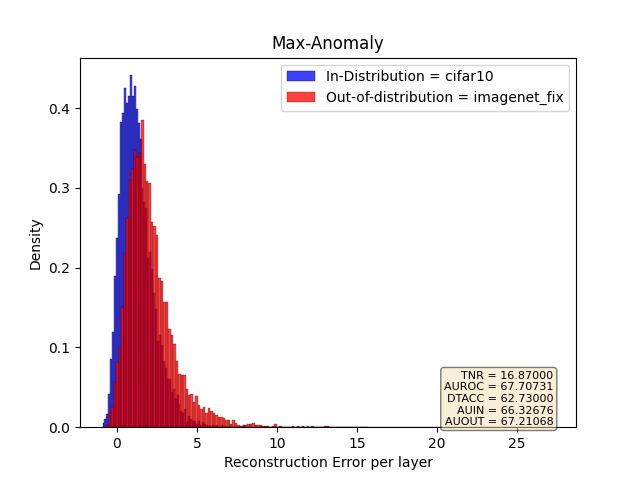 Max-Anomaly
In-Distribution = cifar10
Out-of-distribution = imagenet_fix
Density
0.4
0.3
0.2
0.1
0.0
TNR = 16.87000
AUROC = 67.70731
DTACC = 62.73000
AUIN = 66.32676
AUOUT = 67.21068
0 5 10 15 20 25
Reconstruction Error per layer